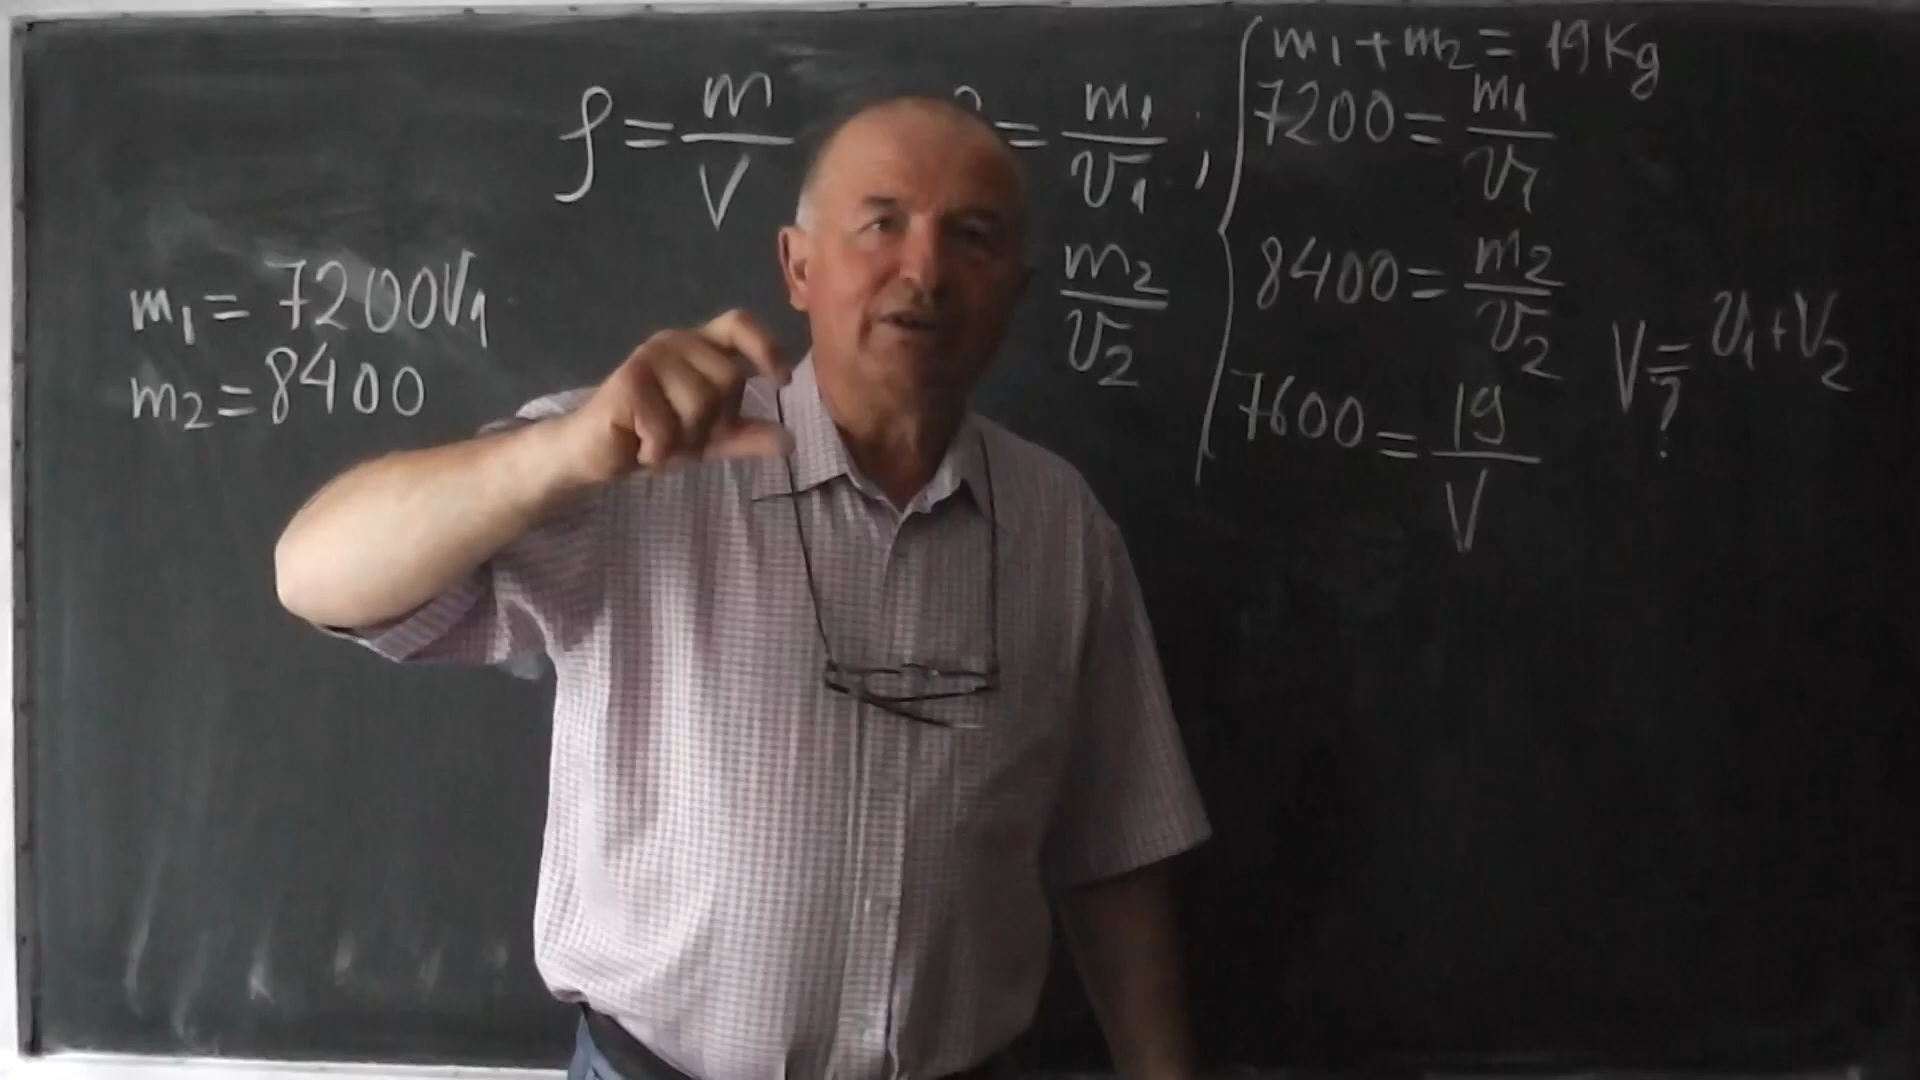 m₁ = 7200V₁
m₂ = 8400
ρ = m/V
= m₁/V₁ ;
m₂/V₂
m₁ + m₂ = 19 Kg
7200 = m₁/V₁
8400 = m₂/V₂
7600 = 19/V
V = V₁ + V₂
?